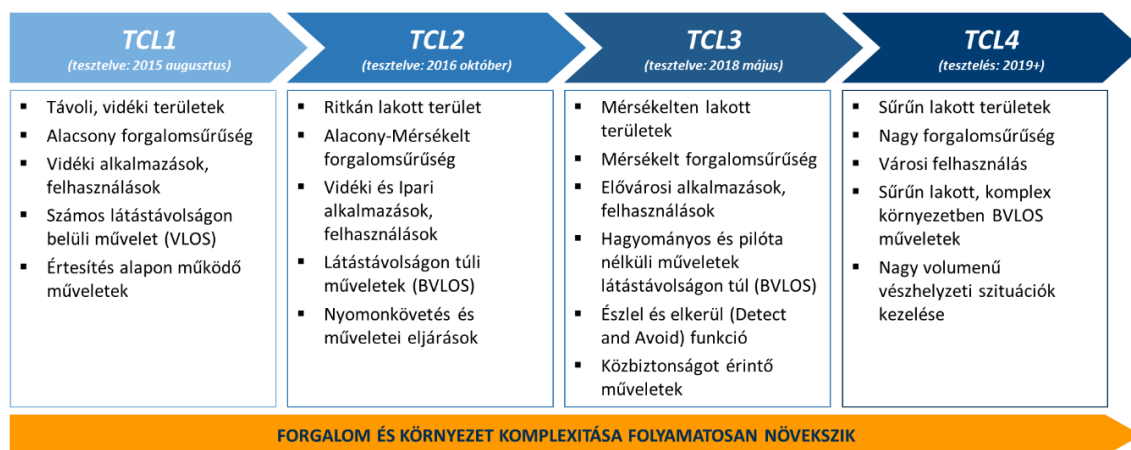 TCL1
(tesztelve: 2015 augusztus)
▪ Távoli, vidéki területek
▪ Alacsony forgalomsűrűség
▪ Vidéki alkalmazások,
felhasználások
▪ Számos látástávolságon
belüli művelet (VLOS)
▪ Értesítés alapon működő
műveletek
TCL2
(tesztelve: 2016 október)
▪ Ritkán lakott terület
▪ Alacony-Mérsékelt
forgalomsűrűség
▪ Vidéki és Ipari
alkalmazások,
felhasználások
▪ Látástávolságon túli
műveletek (BVLOS)
▪ Nyomonkövetés és
műveletei eljárások
TCL3
(tesztelve: 2018 május)
▪ Mérsékelten lakott
területek
▪ Mérsékelt forgalomsűrűség
▪ Elővárosi alkalmazások,
felhasználások
▪ Hagyományos és pilóta
nélküli műveletek
látástávolságon túl (BVLOS)
▪ Észlel és elkerül (Detect
and Avoid) funkció
▪ Közbiztonságot érintő
műveletek
TCL4
(tesztelés: 2019+)
▪ Sűrűn lakott területek
▪ Nagy forgalomsűrűség
▪ Városi felhasználás
▪ Sűrűn lakott, komplex
környezetben BVLOS
műveletek
▪ Nagy volumenű
vészhelyzeti szituációk
kezelése
FORGALOM ÉS KÖRNYEZET KOMPLEXITÁSA FOLYAMATOSAN NÖVEKSZIK